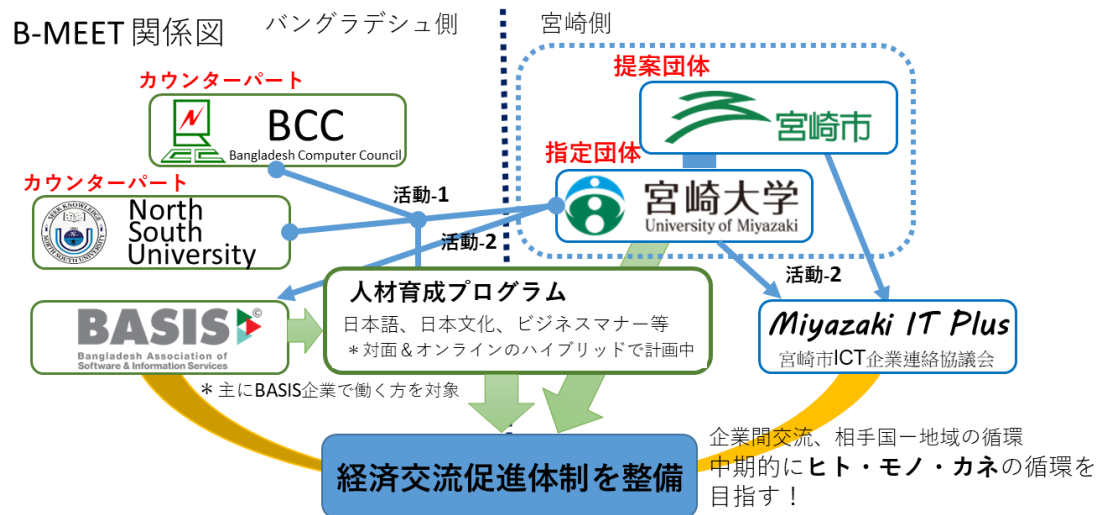 B-MEET 関係図
バングラデシュ側
宮崎側
カウンターパート
BCC
Bangladesh Computer Council
提案団体
宮崎市
指定団体
宮崎大学
University of Miyazaki
カウンターパート
SEEK KNOWLEDGE
NORTH SOUTH UNIVERSITY
North
South
University
活動-1
活動-2
活動-2
BASIS
©
Bangladesh Association of
Software & Information Services
人材育成プログラム
日本語、日本文化、ビジネスマナー等
＊対面＆オンラインのハイブリッドで計画中
Miyazaki IT Plus
宮崎市ICT企業連絡協議会
＊主にBASIS企業で働く方を対象
経済交流促進体制を整備
企業間交流、相手国ー地域の循環
中期的にヒト・モノ・カネの循環を
目指す！